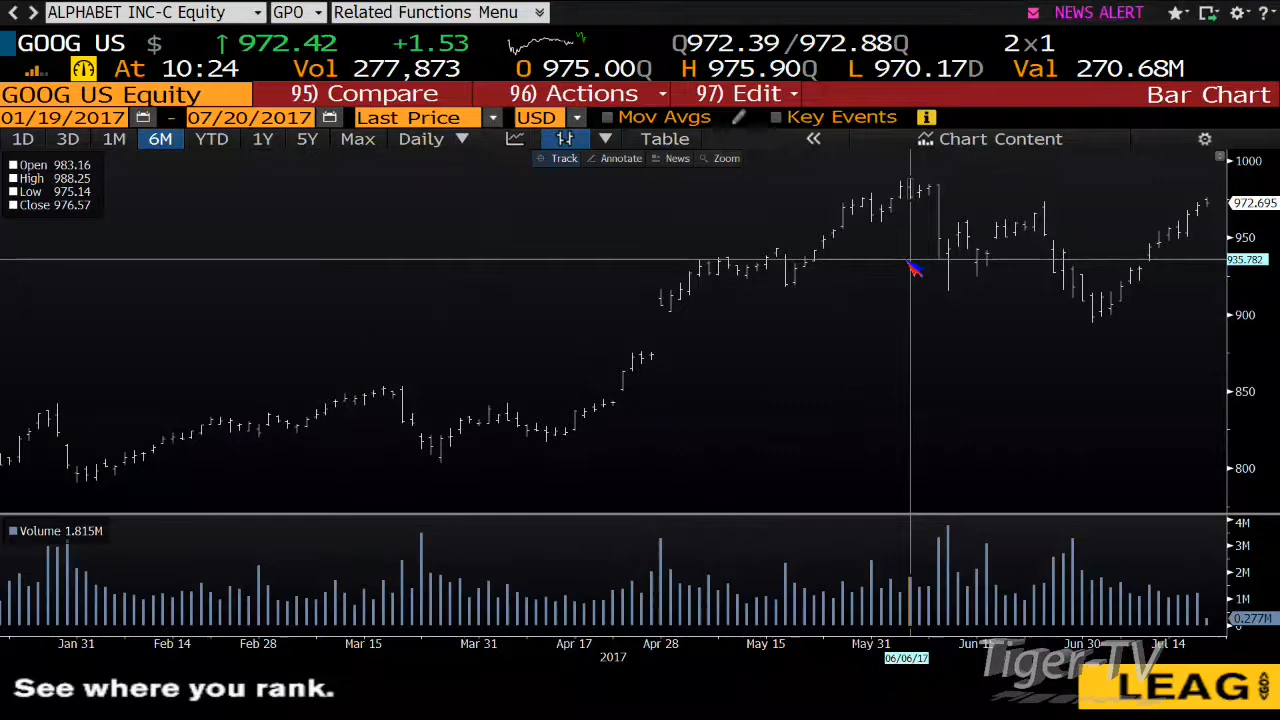 ALPHABET INC-C Equity GPO Related Functions Menu NEWS ALERT ?
GOOG US $ ↑ 972.42 +1.53 Q972.39 /972.88Q 2×1
At 10:24 Vol 277,873 O 975.00Q H 975.90Q L 970.17D Val 270.68M
GOOG US Equity 95) Compare 96) Actions 97) Edit Bar Chart
01/19/2017 - 07/20/2017 Last Price USD Mov Avgs Key Events i
1D 3D 1M 6M YTD 1Y 5Y Max Daily Table « Chart Content
Track Annotate News Zoom
Open 983.16
High 988.25
Low 975.14
Close 976.57
1000
972.695
950
935.782
900
850
800
Volume 1.815M
4M
3M
2M
1M
0.277M
0
Jan 31 Feb 14 Feb 28 Mar 15 Mar 31 Apr 17 Apr 28 May 15 May 31 Jun 15 Jun 30 Jul 14
2017
06/06/17
Tiger-TV
See where you rank.
LEAG